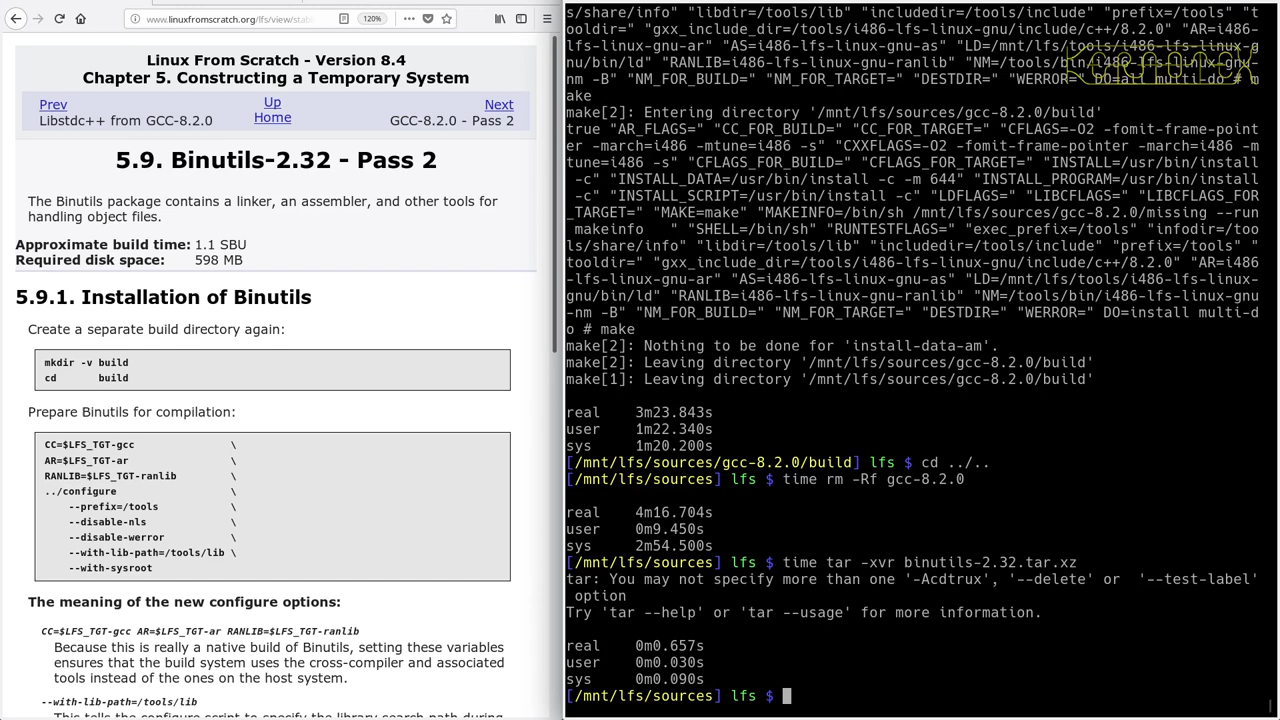 www.linuxfromscratch.org/lfs/view/stab
120%
Linux From Scratch - Version 8.4
Chapter 5. Constructing a Temporary System
Prev
Up
Next
Libstdc++ from GCC-8.2.0
Home
GCC-8.2.0 - Pass 2
5.9. Binutils-2.32 - Pass 2
The Binutils package contains a linker, an assembler, and other tools for
handling object files.
Approximate build time: 1.1 SBU
Required disk space: 598 MB
5.9.1. Installation of Binutils
Create a separate build directory again:
mkdir -v build
cd       build
Prepare Binutils for compilation:
CC=$LFS_TGT-gcc                \
AR=$LFS_TGT-ar                 \
RANLIB=$LFS_TGT-ranlib         \
../configure                   \
    --prefix=/tools            \
    --disable-nls              \
    --disable-werror           \
    --with-lib-path=/tools/lib \
    --with-sysroot
The meaning of the new configure options:
CC=$LFS_TGT-gcc AR=$LFS_TGT-ar RANLIB=$LFS_TGT-ranlib
Because this is really a native build of Binutils, setting these variables
ensures that the build system uses the cross-compiler and associated
tools instead of the ones on the host system.
--with-lib-path=/tools/lib
This tells the configure script to specify the library search path during
s/share/info" "libdir=/tools/lib" "includedir=/tools/include" "prefix=/tools" "t
ooldir=" "gxx_include_dir=/tools/i486-lfs-linux-gnu/include/c++/8.2.0" "AR=i486-
lfs-linux-gnu-ar" "AS=i486-lfs-linux-gnu-as" "LD=/mnt/lfs/tools/i486-lfs-linux-g
nu/bin/ld" "RANLIB=i486-lfs-linux-gnu-ranlib" "NM=/tools/bin/i486-lfs-linux-gnu-
nm -B" "NM_FOR_BUILD=" "NM_FOR_TARGET=" "DESTDIR=" "WERROR=" DO=all multi-do # m
ake
make[2]: Entering directory '/mnt/lfs/sources/gcc-8.2.0/build'
true "AR_FLAGS=" "CC_FOR_BUILD=" "CC_FOR_TARGET=" "CFLAGS=-O2 -fomit-frame-point
er -march=i486 -mtune=i486 -s" "CXXFLAGS=-O2 -fomit-frame-pointer -march=i486 -m
tune=i486 -s" "CFLAGS_FOR_BUILD=" "CFLAGS_FOR_TARGET=" "INSTALL=/usr/bin/install
 -c" "INSTALL_DATA=/usr/bin/install -c -m 644" "INSTALL_PROGRAM=/usr/bin/install
 -c" "INSTALL_SCRIPT=/usr/bin/install -c" "LDFLAGS=" "LIBCFLAGS=" "LIBCFLAGS_FOR
_TARGET=" "MAKE=make" "MAKEINFO=/bin/sh /mnt/lfs/sources/gcc-8.2.0/missing --run
 makeinfo   " "SHELL=/bin/sh" "RUNTESTFLAGS=" "exec_prefix=/tools" "infodir=/too
ls/share/info" "libdir=/tools/lib" "includedir=/tools/include" "prefix=/tools" "
tooldir=" "gxx_include_dir=/tools/i486-lfs-linux-gnu/include/c++/8.2.0" "AR=i486
-lfs-linux-gnu-ar" "AS=i486-lfs-linux-gnu-as" "LD=/mnt/lfs/tools/i486-lfs-linux-
gnu/bin/ld" "RANLIB=i486-lfs-linux-gnu-ranlib" "NM=/tools/bin/i486-lfs-linux-gnu
-nm -B" "NM_FOR_BUILD=" "NM_FOR_TARGET=" "DESTDIR=" "WERROR=" DO=install multi-d
o # make
make[2]: Nothing to be done for 'install-data-am'.
make[2]: Leaving directory '/mnt/lfs/sources/gcc-8.2.0/build'
make[1]: Leaving directory '/mnt/lfs/sources/gcc-8.2.0/build'
real    3m23.843s
user    1m22.340s
sys     1m20.200s
[/mnt/lfs/sources/gcc-8.2.0/build] lfs $ cd ../..
[/mnt/lfs/sources] lfs $ time rm -Rf gcc-8.2.0
real    4m16.704s
user    0m9.450s
sys     2m54.500s
[/mnt/lfs/sources] lfs $ time tar -xvr binutils-2.32.tar.xz
tar: You may not specify more than one '-Acdtrux', '--delete' or  '--test-label'
 option
Try 'tar --help' or 'tar --usage' for more information.
real    0m0.657s
user    0m0.030s
sys     0m0.090s
[/mnt/lfs/sources] lfs $